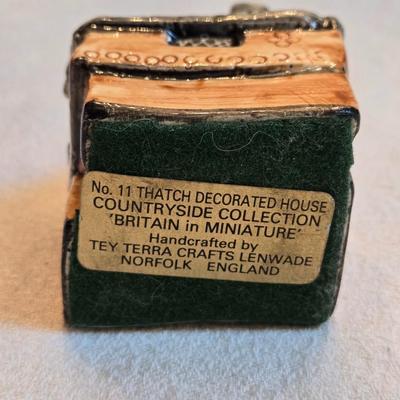 No. 11 THATCH DECORATED HOUSE
COUNTRYSIDE COLLECTION
'BRITAIN in MINIATURE'
Handcrafted by
TEY TERRA CRAFTS LENWADE
NORFOLK ENGLAND